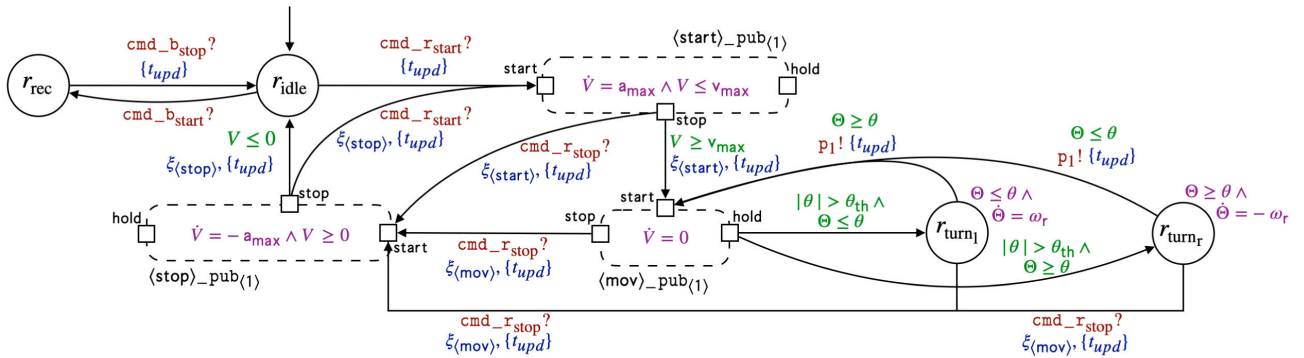 ⟨start⟩_pub⟨1⟩
cmd_b_stop?
{t_upd}
cmd_r_start?
{t_upd}
start
hold
r_rec
r_idle
V̇ = a_max ∧ V ≤ v_max
cmd_b_start?
cmd_r_start?
ξ⟨stop⟩, {t_upd}
stop
V ≤ 0
ξ⟨stop⟩, {t_upd}
cmd_r_stop?
ξ⟨start⟩, {t_upd}
V ≥ v_max
ξ⟨start⟩, {t_upd}
Θ ≥ θ
p₁! {t_upd}
Θ ≤ θ
p₁! {t_upd}
stop
start
hold
V̇ = − a_max ∧ V ≥ 0
start
⟨stop⟩_pub⟨1⟩
stop
hold
V̇ = 0
⟨mov⟩_pub⟨1⟩
cmd_r_stop?
ξ⟨mov⟩, {t_upd}
|θ| > θ_th ∧
Θ ≤ θ
r_turn_l
Θ ≤ θ ∧
Θ̇ = ω_r
|θ| > θ_th ∧
Θ ≥ θ
r_turn_r
Θ ≥ θ ∧
Θ̇ = − ω_r
cmd_r_stop?
ξ⟨mov⟩, {t_upd}
cmd_r_stop?
ξ⟨mov⟩, {t_upd}